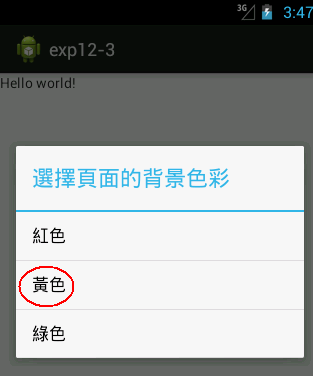 3G 3:47
exp12-3
Hello world!
選擇頁面的背景色彩
紅色
黃色
綠色